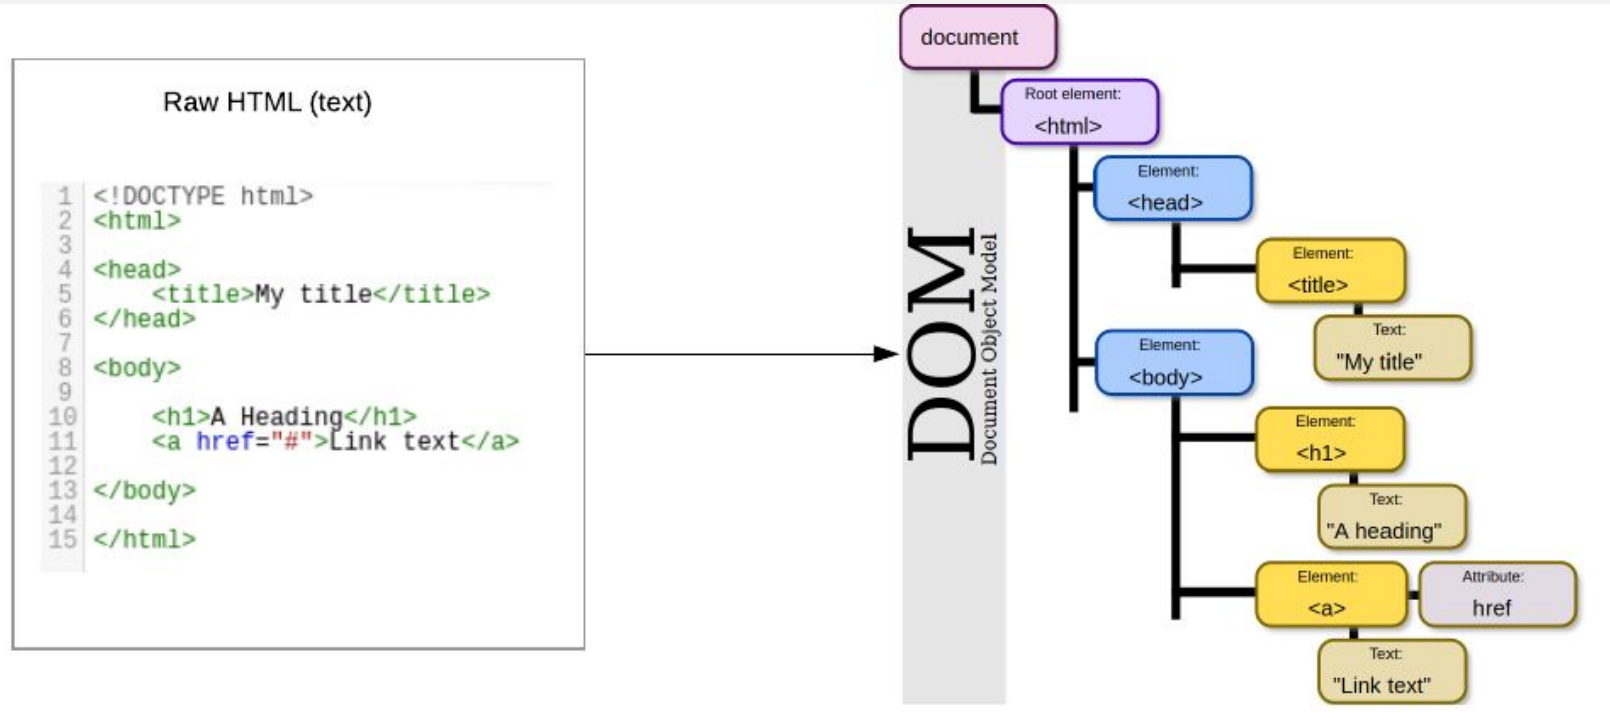 Raw HTML (text)
1 <!DOCTYPE html>
2 <html>
3
4 <head>
5     <title>My title</title>
6 </head>
7
8 <body>
9
10     <h1>A Heading</h1>
11     <a href="#">Link text</a>
12
13 </body>
14
15 </html>
DOM
Document Object Model
document
Root element:
<html>
Element:
<head>
Element:
<title>
Text:
"My title"
Element:
<body>
Element:
<h1>
Text:
"A heading"
Element:
<a>
Attribute:
href
Text:
"Link text"